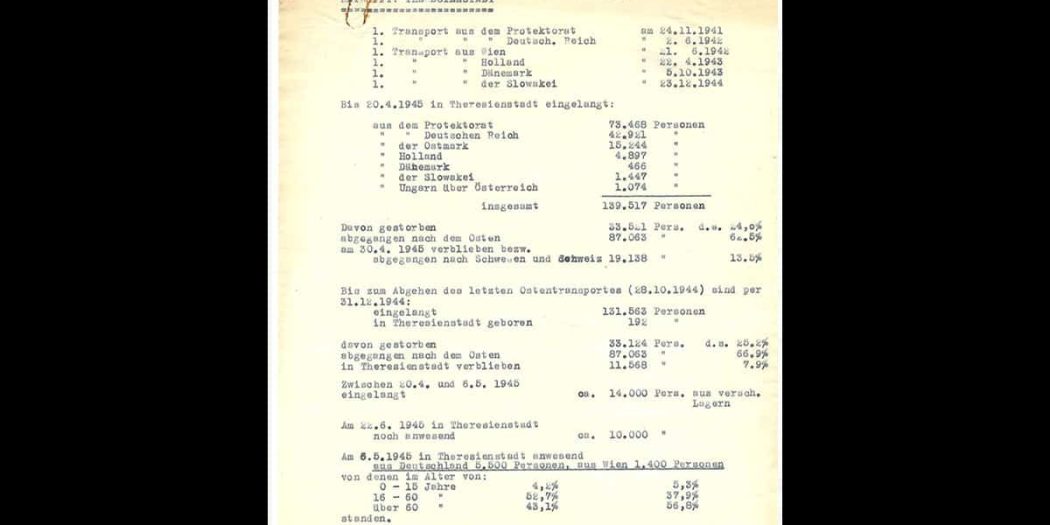 1. Transport aus dem Protektorat am 24.11.1941
1. " " " Deutsch. Reich " 2. 6.1942
1. Transport aus Wien " 21. 6.1942
1. " " Holland " 22. 4.1943
1. " " Dänemark " 5.10.1943
1. " " der Slowakei " 23.12.1944
Bis 20.4.1945 in Theresienstadt eingelangt:
aus dem Protektorat 73.468 Personen
" " Deutschen Reich 42.921 "
" der Ostmark 15.244 "
" Holland 4.897 "
" Dänemark 466 "
" der Slowakei 1.447 "
" Ungarn über Österreich 1.074 "
insgesamt 139.517 Personen
Davon gestorben 33.521 Pers. d.s. 24,0%
abgegangen nach dem Osten 87.063 " 62.5%
am 30.4. 1945 verblieben bezw.
abgegangen nach Schweden und Schweiz 19.138 " 13.5%
Bis zum Abgehen des letzten Ostentransportes (28.10.1944) sind per
31.12.1944:
eingelangt 131.563 Personen
in Theresienstadt geboren 192 "
davon gestorben 33.124 Pers. d.s. 25.2%
abgegangen nach dem Osten 87.063 " 66.9%
in Theresienstadt verblieben 11.568 " 7.9%
Zwischen 20.4. und 6.5. 1945
eingelangt ca. 14.000 Pers. aus versch.
Lagern
Am 22.6. 1945 in Theresienstadt
noch anwesend ca. 10.000 "
Am 6.5.1945 in Theresienstadt anwesend
aus Deutschland 5.500 Personen, aus Wien 1.400 Personen
von denen im Alter von:
0 - 15 Jahre 4,2% 5,3%
16 - 60 " 52,7% 37,9%
über 60 " 43,1% 56,8%
standen.